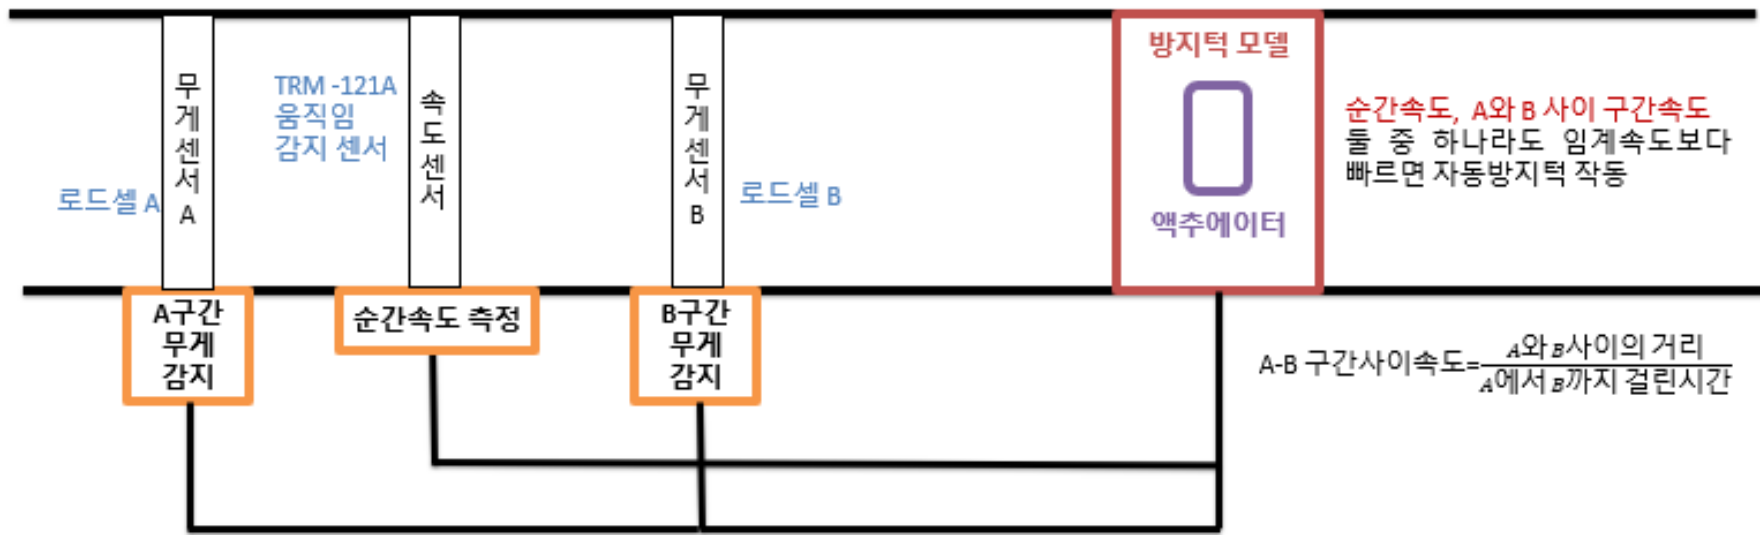 무게센서 A
로드셀 A
TRM -121A
움직임
감지 센서
속도센서
무게센서 B
로드셀 B
방지턱 모델
액추에이터
순간속도, A와 B 사이 구간속도
둘 중 하나라도 임계속도보다
빠르면 자동방지턱 작동
A구간
무게
감지
순간속도 측정
B구간
무게
감지
A-B 구간사이속도=
A와 B사이의 거리
A에서 B까지 걸린시간